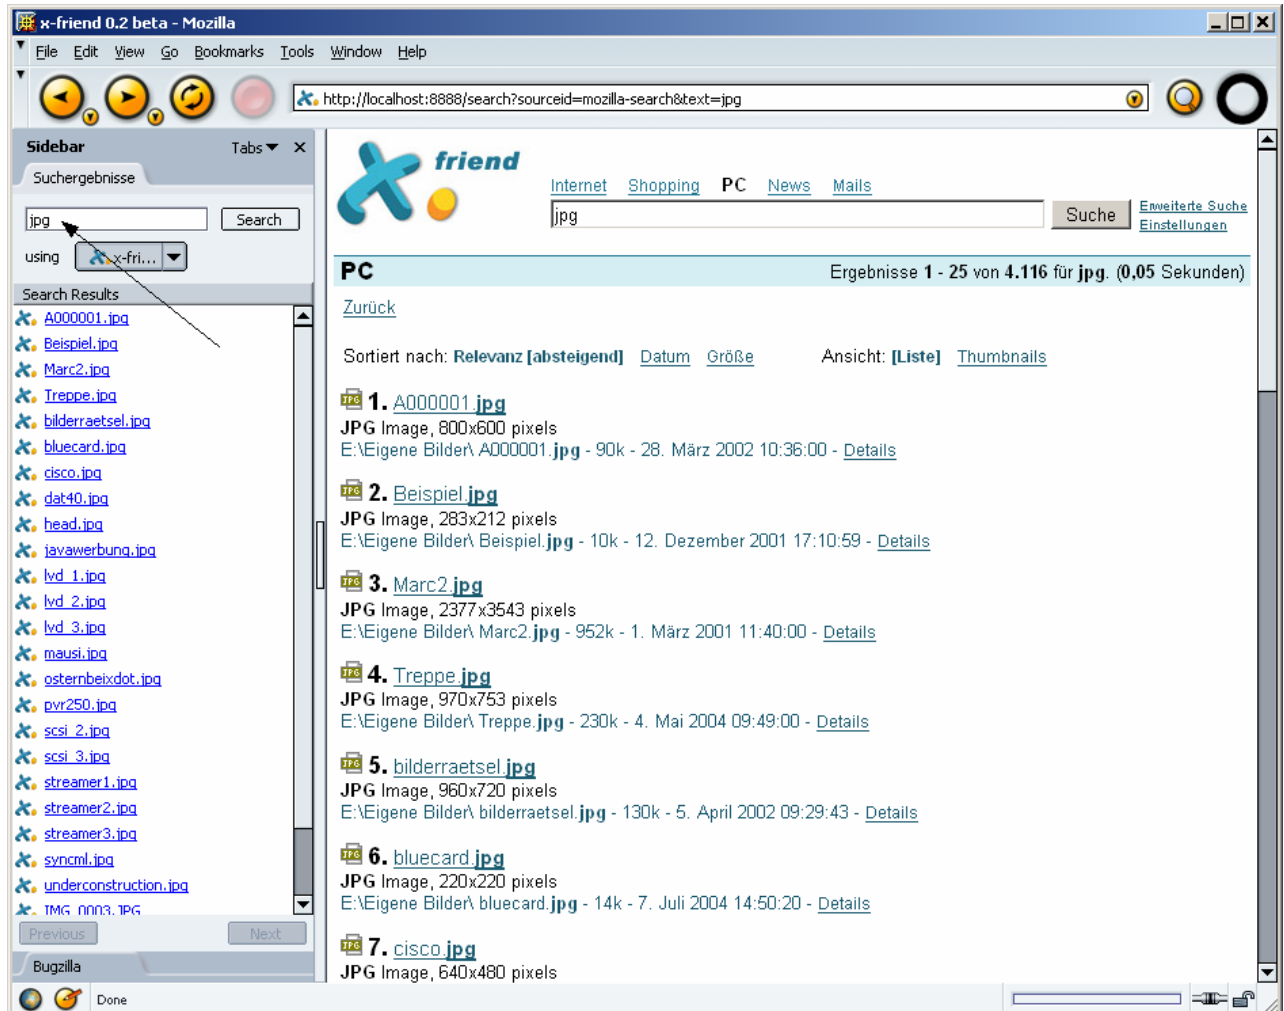 x-friend 0.2 beta - Mozilla
File Edit View Go Bookmarks Tools Window Help
http://localhost:8888/search?sourceid=mozilla-search&text=jpg
Sidebar Tabs
Suchergebnisse
jpg Search
using x-fri...
Search Results
A000001.jpg
Beispiel.jpg
Marc2.jpg
Treppe.jpg
bilderraetsel.jpg
bluecard.jpg
cisco.jpg
dat40.jpg
head.jpg
javawerbung.jpg
lvd_1.jpg
lvd_2.jpg
lvd_3.jpg
mausi.jpg
osternbeixdot.jpg
pvr250.jpg
scsi_2.jpg
scsi_3.jpg
streamer1.jpg
streamer2.jpg
streamer3.jpg
syncml.jpg
underconstruction.jpg
IMG_0003.JPG
Previous Next
Bugzilla
friend
Internet Shopping PC News Mails
jpg Suche
Erweiterte Suche
Einstellungen
PC Ergebnisse 1 - 25 von 4.116 für jpg. (0,05 Sekunden)
Zurück
Sortiert nach: Relevanz [absteigend] Datum Größe Ansicht: [Liste] Thumbnails
JPG 1. A000001.jpg
JPG Image, 800x600 pixels
E:\Eigene Bilder\ A000001.jpg - 90k - 28. März 2002 10:36:00 - Details
JPG 2. Beispiel.jpg
JPG Image, 283x212 pixels
E:\Eigene Bilder\ Beispiel.jpg - 10k - 12. Dezember 2001 17:10:59 - Details
JPG 3. Marc2.jpg
JPG Image, 2377x3543 pixels
E:\Eigene Bilder\ Marc2.jpg - 952k - 1. März 2001 11:40:00 - Details
JPG 4. Treppe.jpg
JPG Image, 970x753 pixels
E:\Eigene Bilder\ Treppe.jpg - 230k - 4. Mai 2004 09:49:00 - Details
JPG 5. bilderraetsel.jpg
JPG Image, 960x720 pixels
E:\Eigene Bilder\ bilderraetsel.jpg - 130k - 5. April 2002 09:29:43 - Details
JPG 6. bluecard.jpg
JPG Image, 220x220 pixels
E:\Eigene Bilder\ bluecard.jpg - 14k - 7. Juli 2004 14:50:20 - Details
JPG 7. cisco.jpg
JPG Image, 640x480 pixels
Done